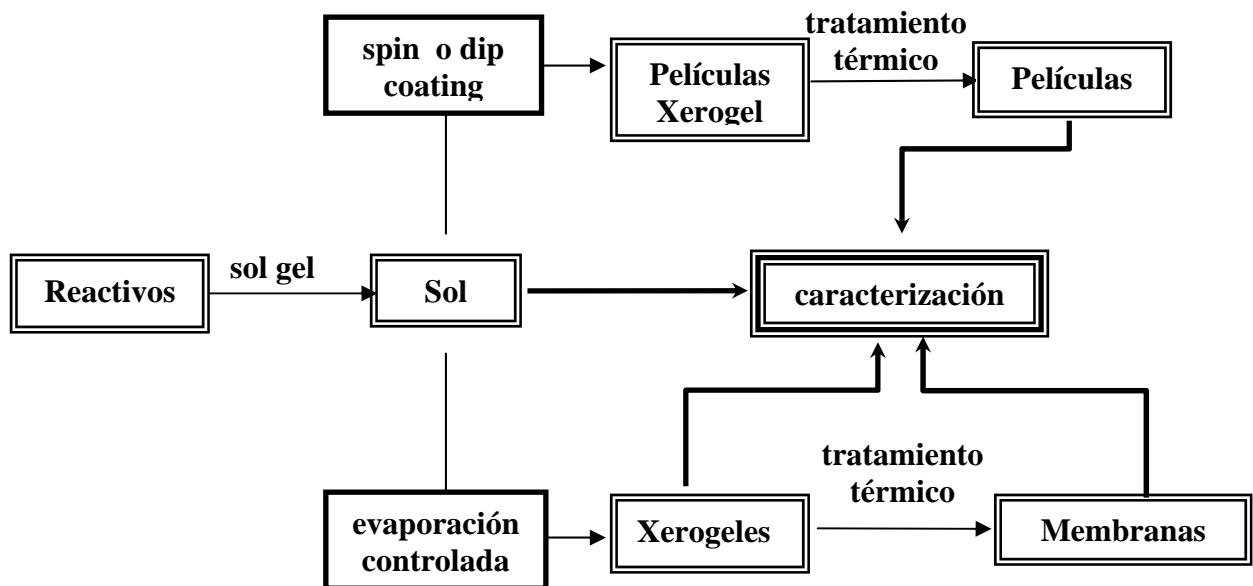 spin o dip
coating
Películas
Xerogel
tratamiento
térmico
Películas
Reactivos
sol gel
Sol
caracterización
evaporación
controlada
Xerogeles
tratamiento
térmico
Membranas